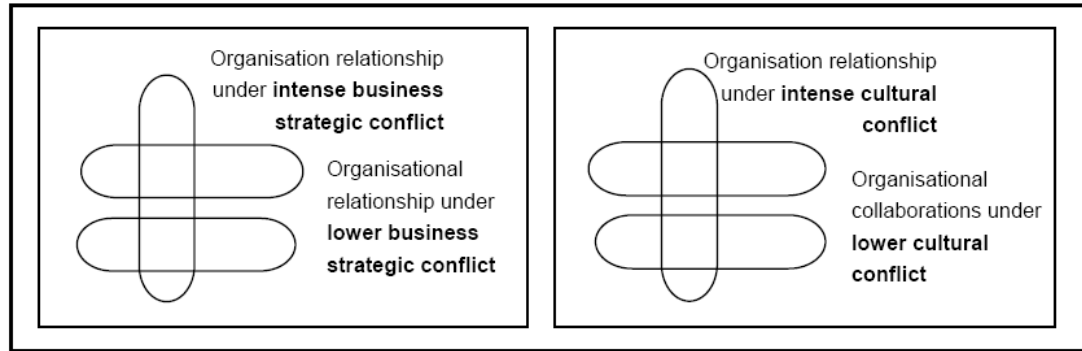 Organisation relationship
under intense business
strategic conflict
Organisational
relationship under
lower business
strategic conflict
Organisation relationship
under intense cultural
conflict
Organisational
collaborations under
lower cultural
conflict